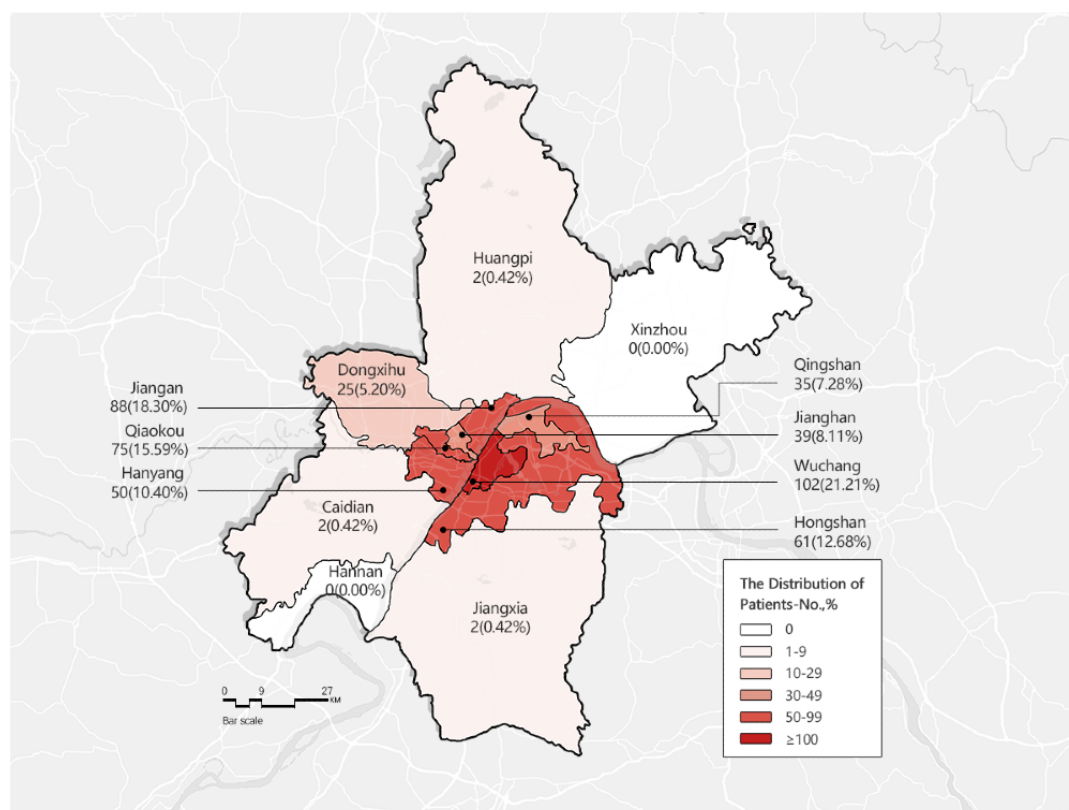 Huangpi
2(0.42%)
Xinzhou
0(0.00%)
Dongxihu
25(5.20%)
Qingshan
35(7.28%)
Jiangan
88(18.30%)
Jianghan
39(8.11%)
Qiaokou
75(15.59%)
Wuchang
102(21.21%)
Hanyang
50(10.40%)
Caidian
2(0.42%)
Hongshan
61(12.68%)
Hannan
0(0.00%)
Jiangxia
2(0.42%)
The Distribution of
Patients-No.,%
0
1-9
10-29
30-49
50-99
≥100
0 9 27
KM
Bar scale